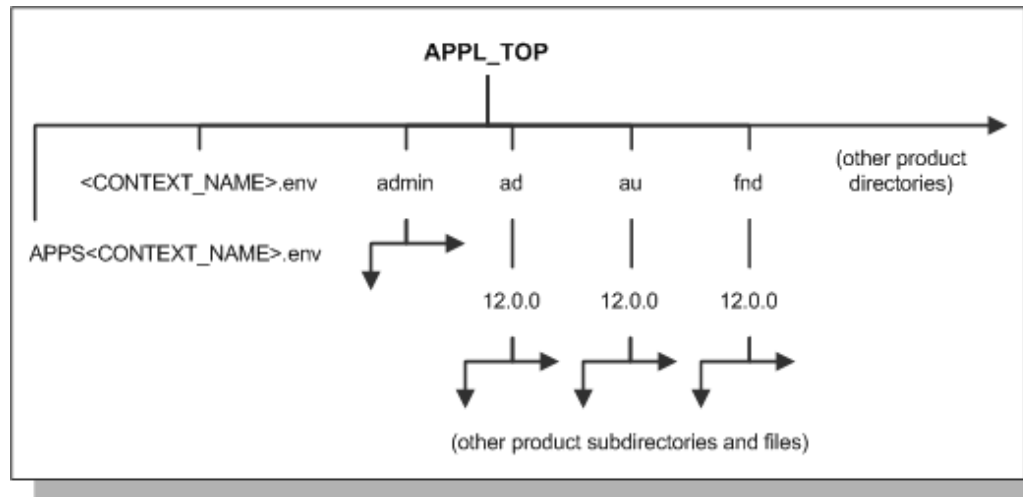 APPL_TOP
<CONTEXT_NAME>.env
admin
ad
au
fnd
(other product
directories)
APPS<CONTEXT_NAME>.env
12.0.0
12.0.0
12.0.0
(other product subdirectories and files)